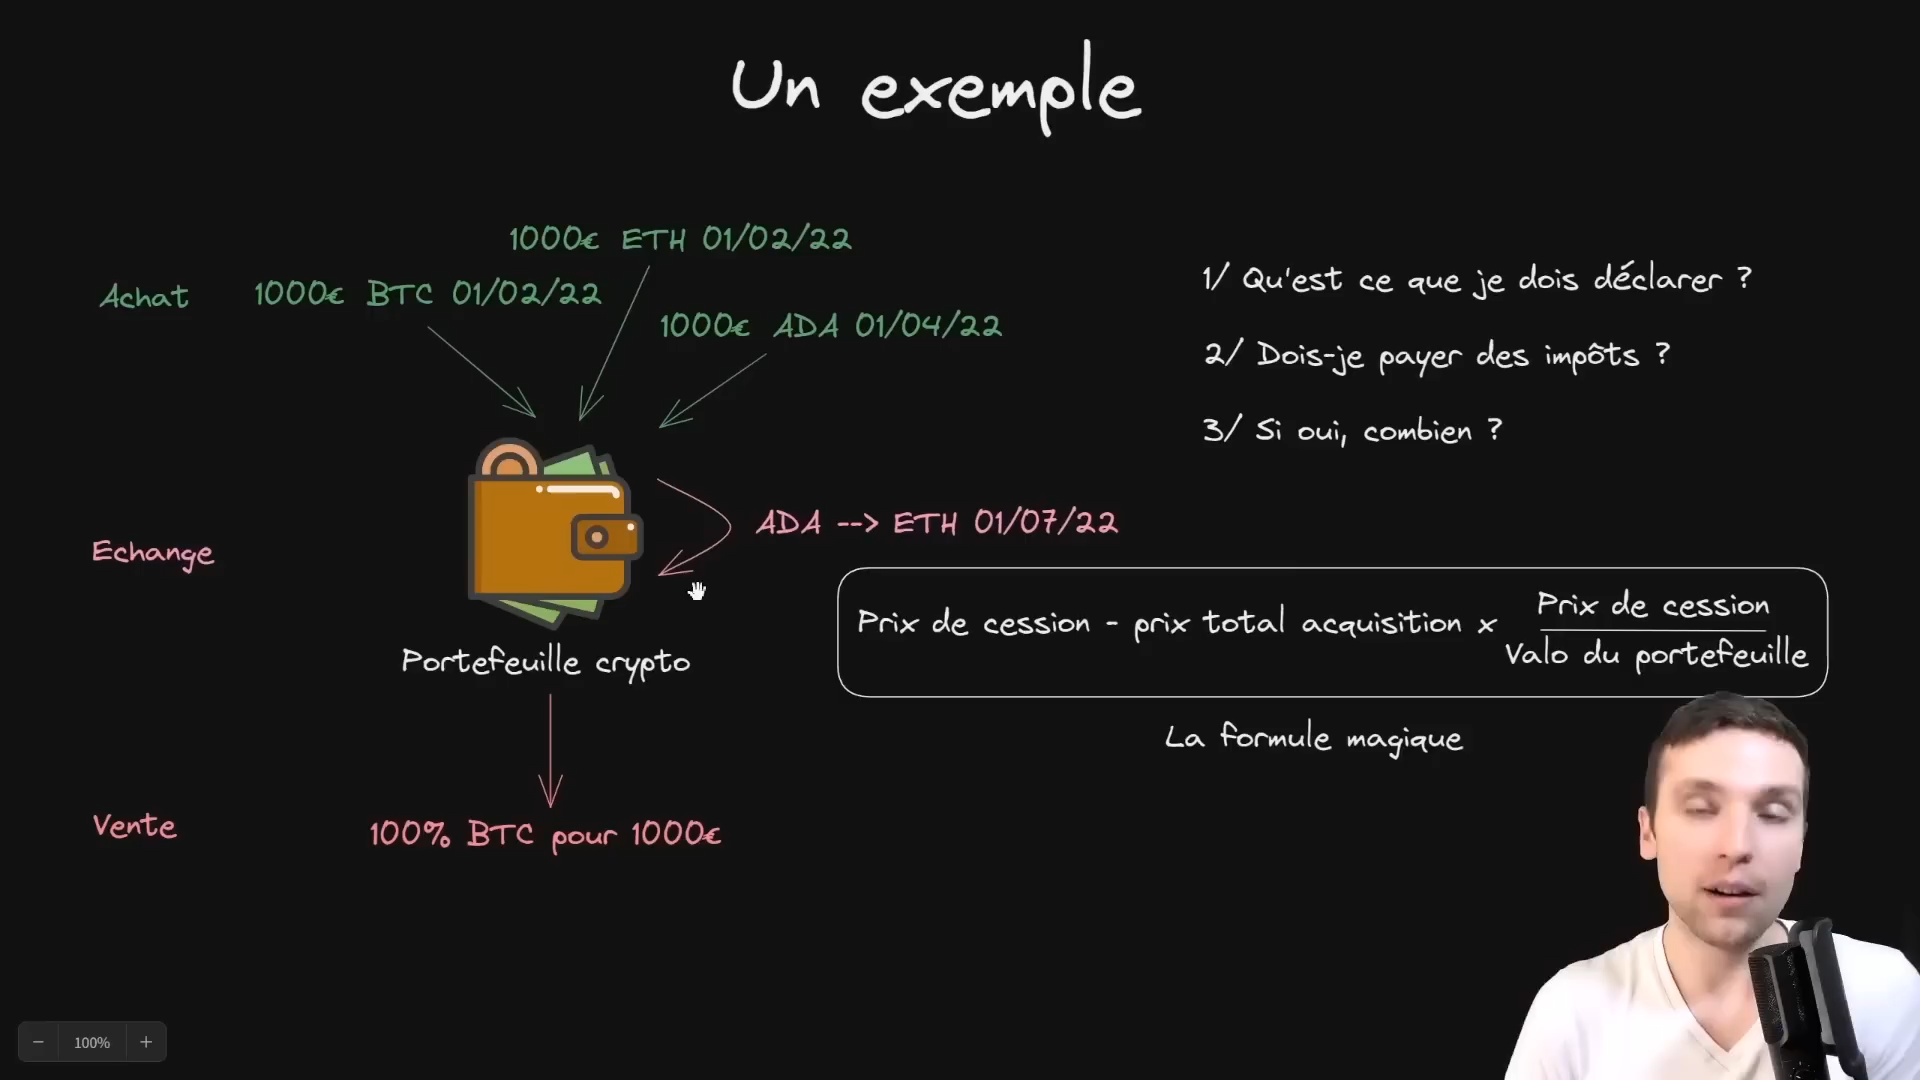 Un exemple
1000€ ETH 01/02/22
Achat
1000€ BTC 01/02/22
1000€ ADA 01/04/22
1/ Qu'est ce que je dois déclarer ?
2/ Dois-je payer des impôts ?
3/ Si oui, combien ?
Echange
ADA --> ETH 01/07/22
Prix de cession - prix total acquisition x
Prix de cession
Valo du portefeuille
Portefeuille crypto
La formule magique
Vente
100% BTC pour 1000€
− 100% +